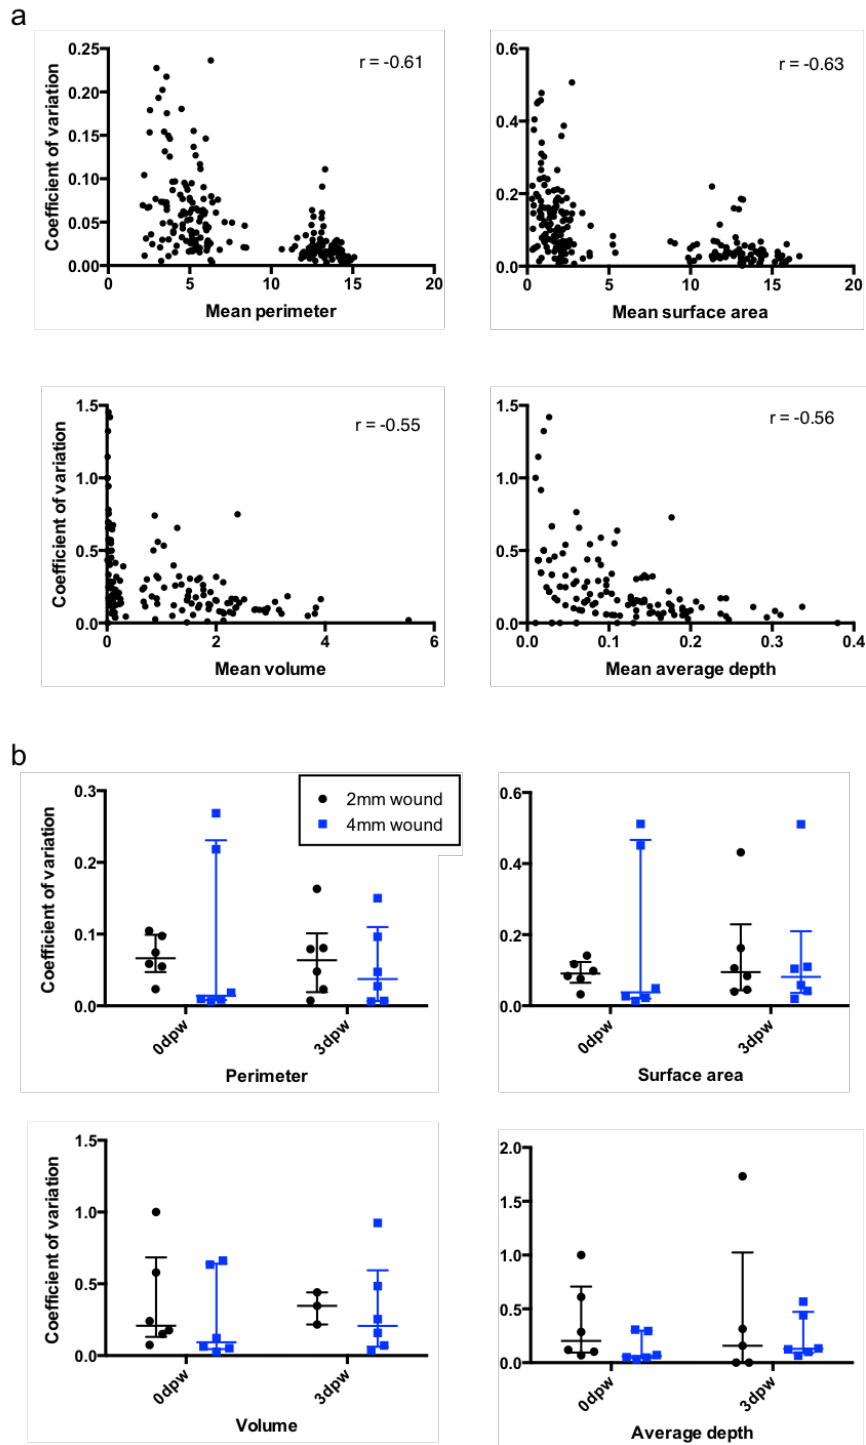 a
r = -0.61
0.25
0.20
0.15
0.10
0.05
0.00
0 5 10 15 20
Coefficient of variation
Mean perimeter
r = -0.63
0.6
0.4
0.2
0.0
0 5 10 15 20
Mean surface area
r = -0.55
1.5
1.0
0.5
0.0
0 2 4 6
Coefficient of variation
Mean volume
r = -0.56
1.5
1.0
0.5
0.0
0.0 0.1 0.2 0.3 0.4
Mean average depth
b
2mm wound
4mm wound
0.3
0.2
0.1
0.0
Coefficient of variation
0dpw 3dpw
Perimeter
0.6
0.4
0.2
0.0
0dpw 3dpw
Surface area
1.5
1.0
0.5
0.0
Coefficient of variation
0dpw 3dpw
Volume
2.0
1.5
1.0
0.5
0.0
0dpw 3dpw
Average depth